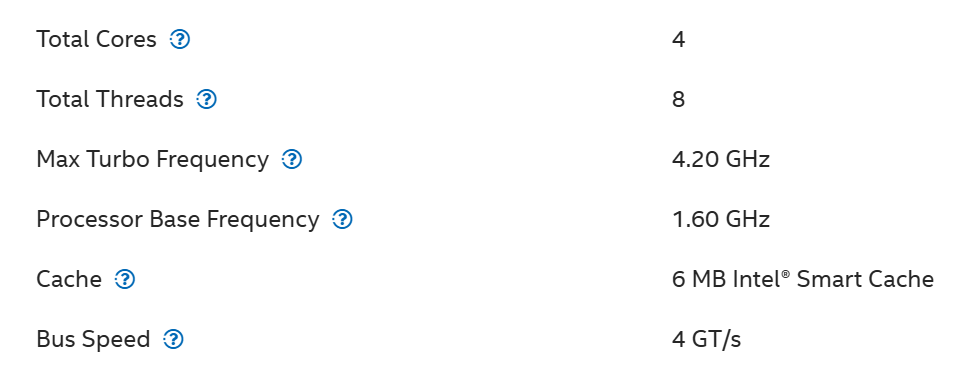 Total Cores ? 4
Total Threads ? 8
Max Turbo Frequency ? 4.20 GHz
Processor Base Frequency ? 1.60 GHz
Cache ? 6 MB Intel® Smart Cache
Bus Speed ? 4 GT/s